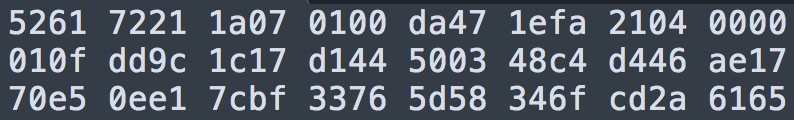 5261 7221 1a07 0100 da47 1efa 2104 0000
010f dd9c 1c17 d144 5003 48c4 d446 ae17
70e5 0ee1 7cbf 3376 5d58 346f cd2a 6165